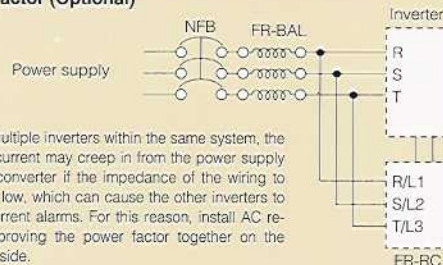 actor (Optional)
Inverter
NFB FR-BAL
R
Power supply S
T
ultiple inverters within the same system, the
current may creep in from the power supply
converter if the impedance of the wiring to
low, which can cause the other inverters to
rrent alarms. For this reason, install AC re-
proving the power factor together on the
side.
R/L1
S/L2
T/L3
FR-RC